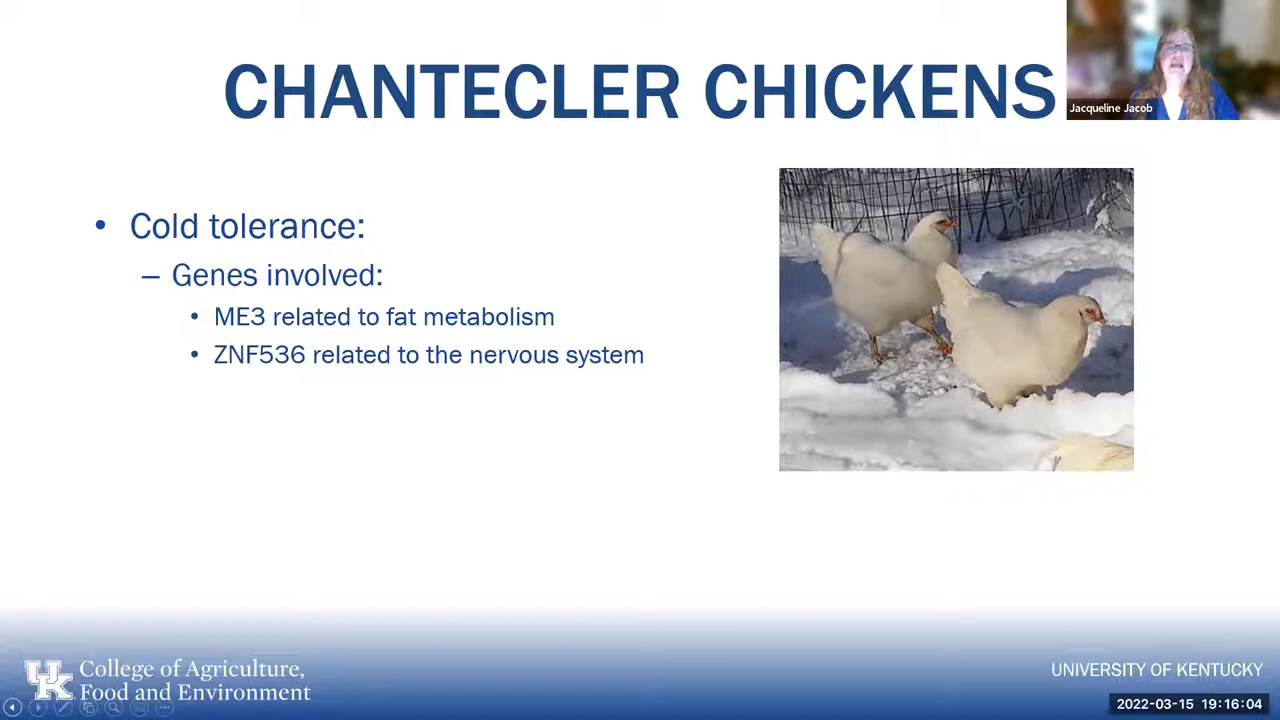 CHANTECLER CHICKENS
Jacqueline Jacob
• Cold tolerance:
– Genes involved:
• ME3 related to fat metabolism
• ZNF536 related to the nervous system
UK
College of Agriculture,
Food and Environment
UNIVERSITY OF KENTUCKY
2022-03-15 19:16:04